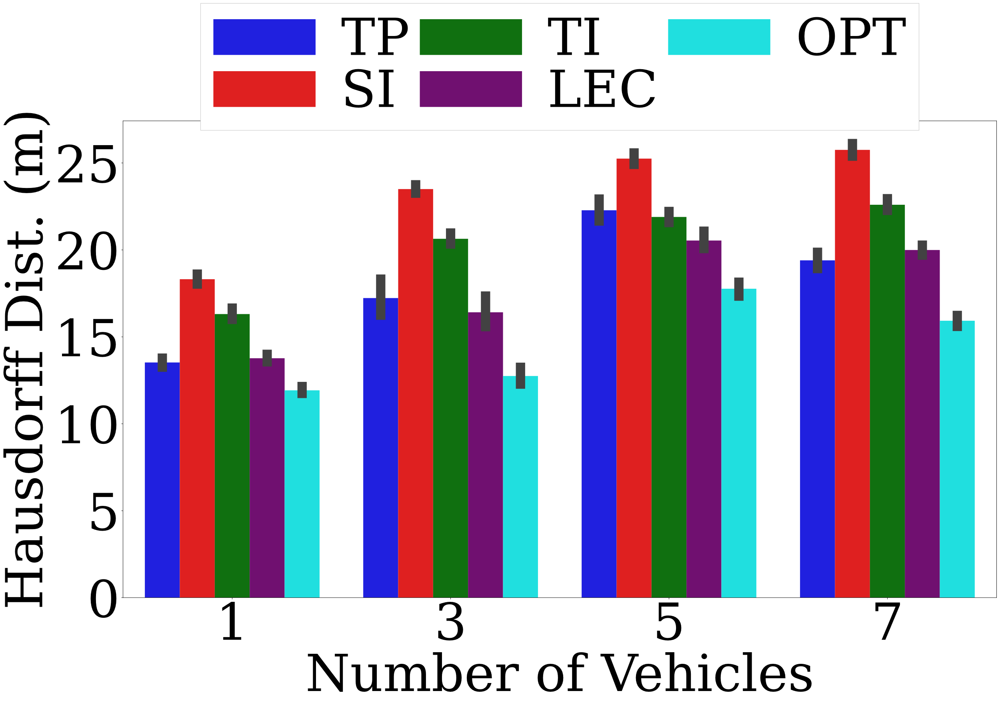 TP TI OPT
SI LEC
Hausdorff Dist. (m)
25
20
15
10
5
0
1 3 5 7
Number of Vehicles